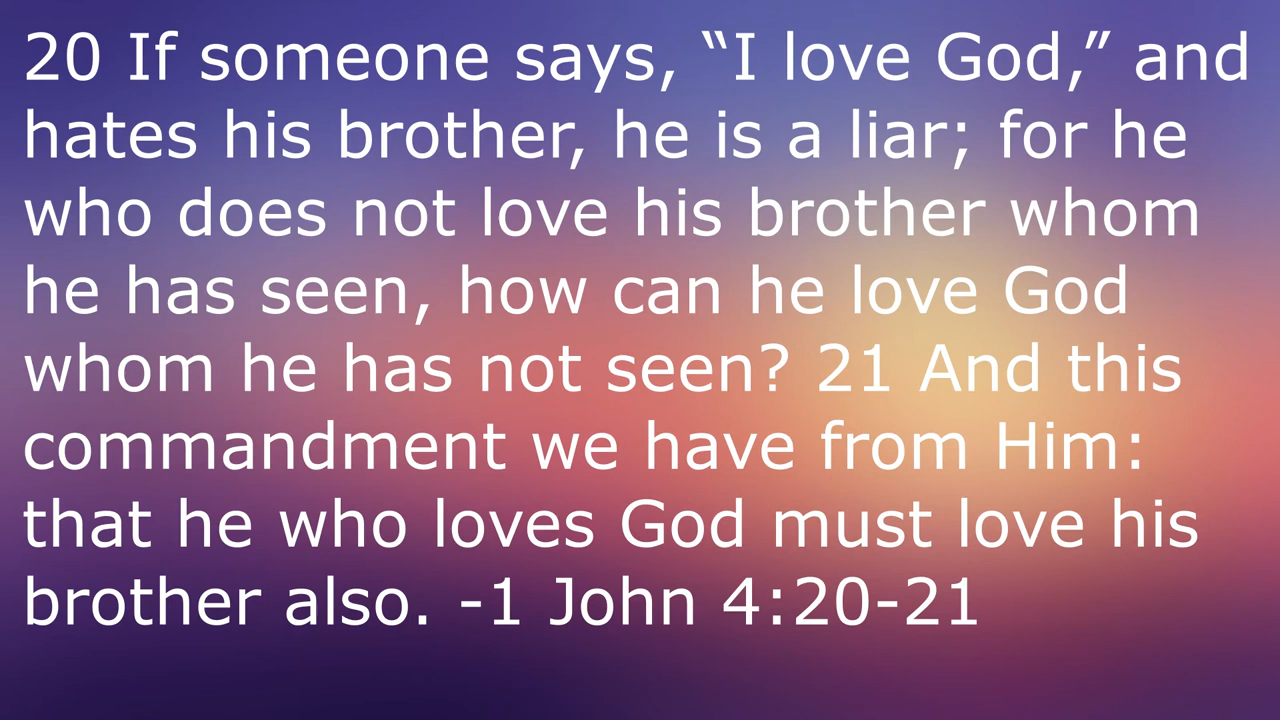 20 If someone says, “I love God,” and
hates his brother, he is a liar; for he
who does not love his brother whom
he has seen, how can he love God
whom he has not seen? 21 And this
commandment we have from Him:
that he who loves God must love his
brother also. -1 John 4:20-21